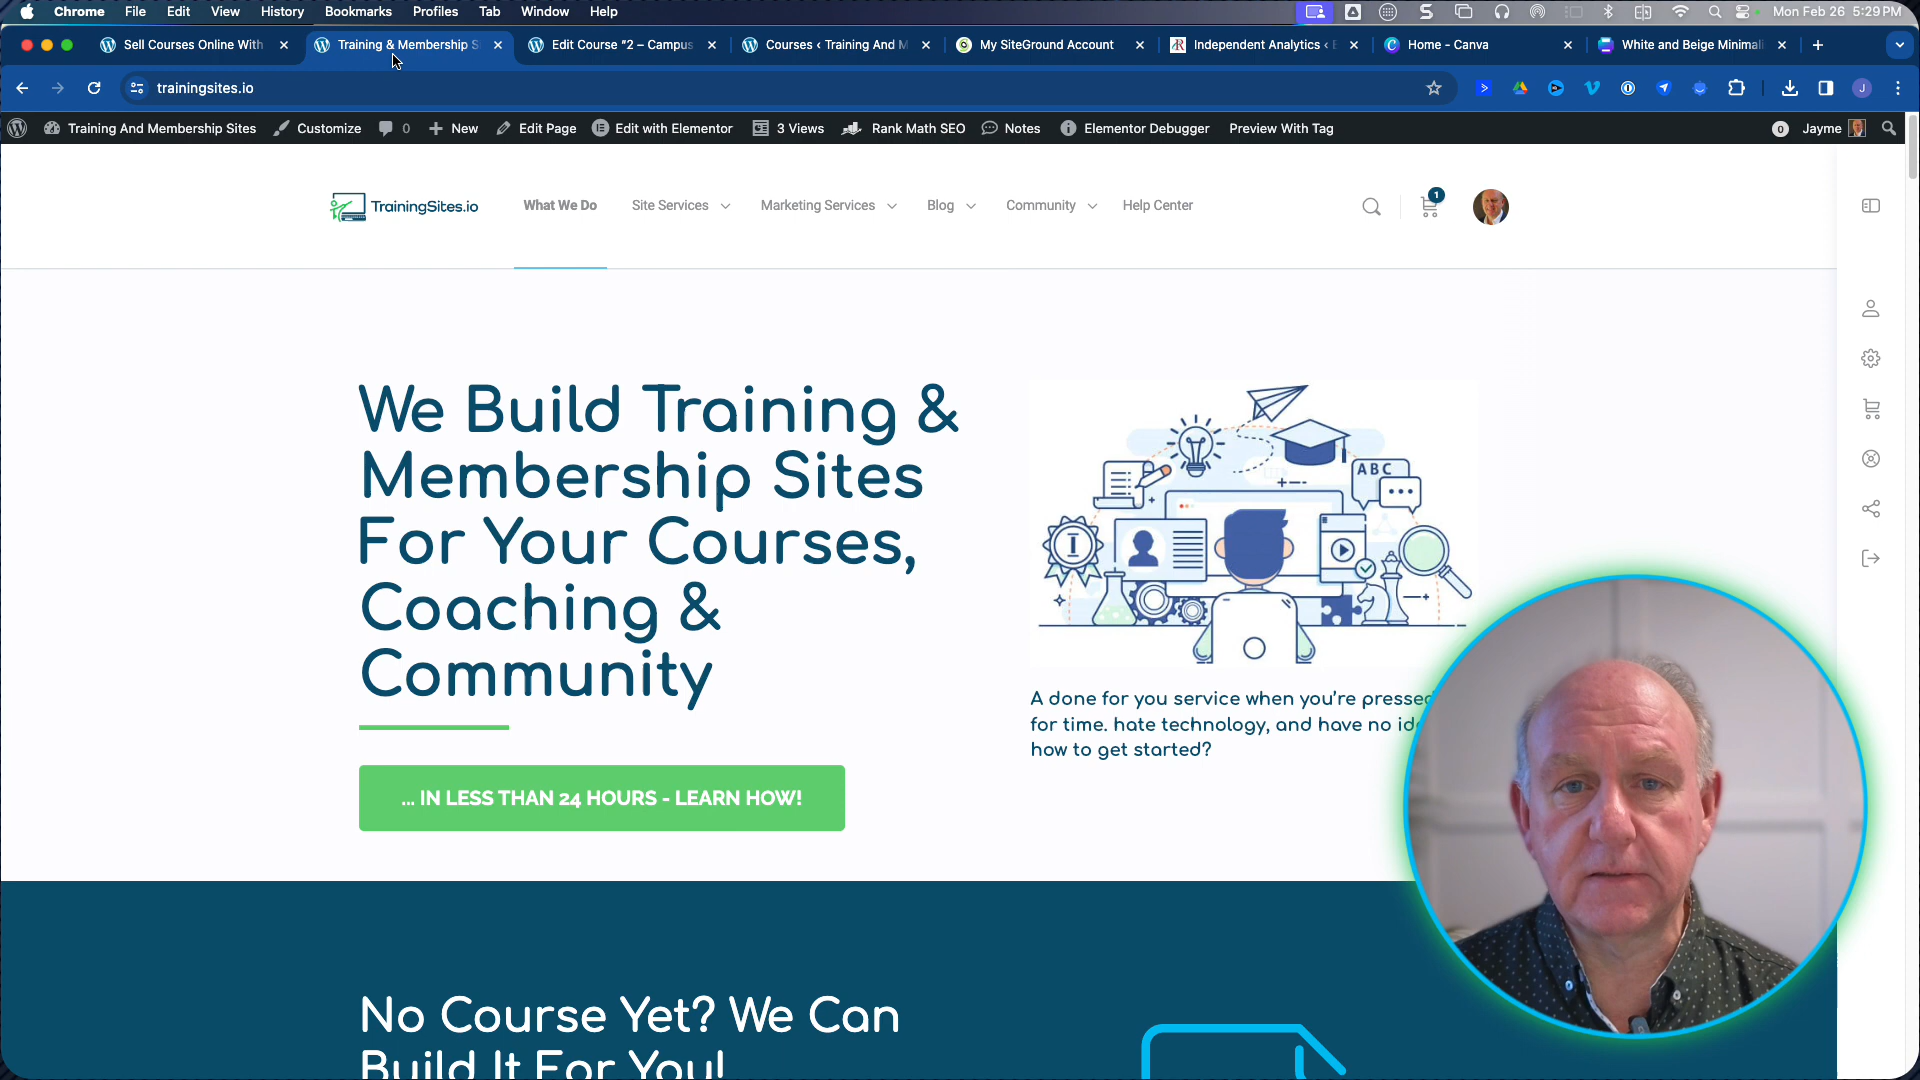 Chrome File Edit View History Bookmarks Profiles Tab Window Help Mon Feb 26 5:29 PM
Sell Courses Online With Training & Membership S Edit Course "2 – Campus Courses ‹ Training And M My SiteGround Account Independent Analytics ‹ Home - Canva White and Beige Minimal
trainingsites.io J
Training And Membership Sites Customize 0 New Edit Page Edit with Elementor 3 Views Rank Math SEO Notes Elementor Debugger Preview With Tag 0 Jayme
TrainingSites.io What We Do Site Services Marketing Services Blog Community Help Center 1
We Build Training &
Membership Sites
For Your Courses,
Coaching &
Community
ABC
A done for you service when you're pressed
for time. hate technology, and have no
how to get started?
... IN LESS THAN 24 HOURS - LEARN HOW!
No Course Yet? We Can
Build It For You!